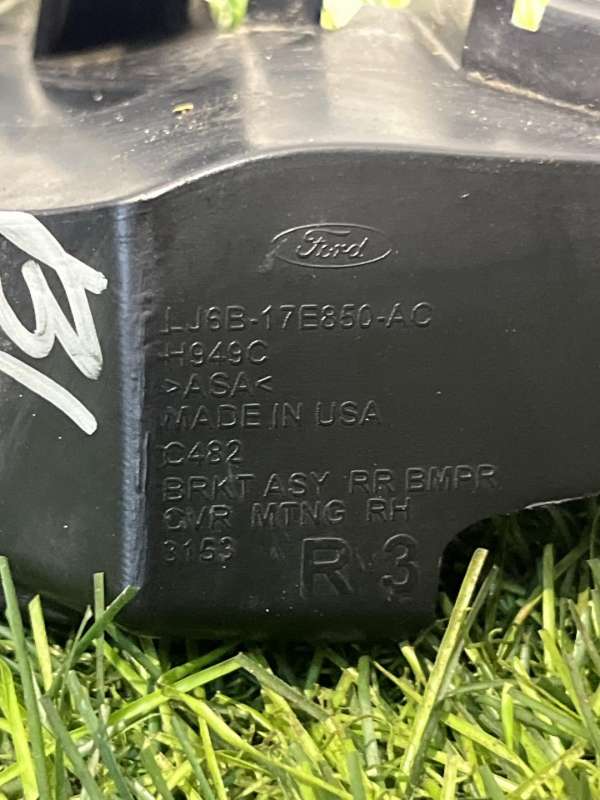 Ford
LJ6B-17E850-AC
H949C
>ASA<
MADE IN USA
C482
BRKT ASY RR BMPR
CVR MTNG RH
3153
R 3